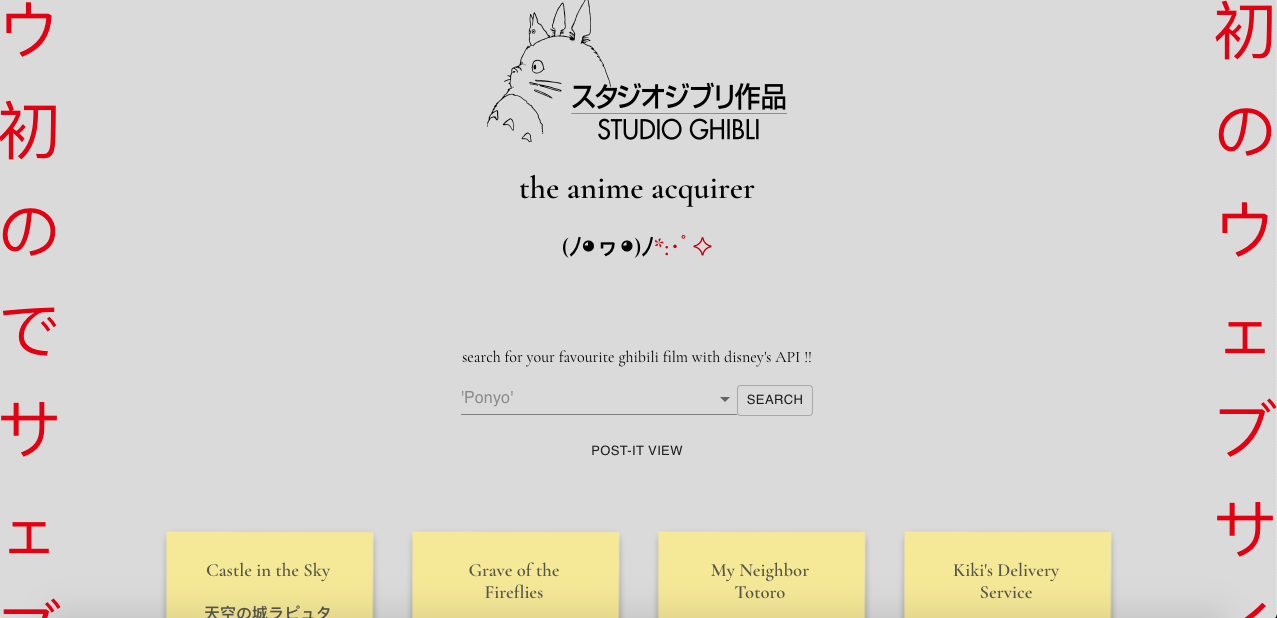 ウ
初
の
で
サ
ェ
ブ
スタジオジブリ作品
STUDIO GHIBLI
the anime acquirer
(ﾉ◕ヮ◕)ﾉ*:･ﾟ✧
search for your favourite ghibili film with disney's API !!
'Ponyo'
SEARCH
POST-IT VIEW
Castle in the Sky
天空の城ラピュタ
Grave of the
Fireflies
My Neighbor
Totoro
Kiki's Delivery
Service
初
の
ウ
ェ
ブ
サ
ィ